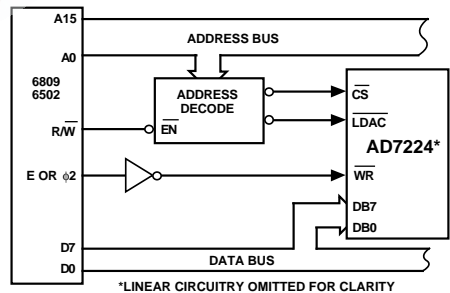 A15
ADDRESS BUS
A0
6809
6502
ADDRESS
DECODE
CS
R/W
EN
LDAC
AD7224*
E OR ϕ2
WR
DB7
DB0
D7
DATA BUS
D0
*LINEAR CIRCUITRY OMITTED FOR CLARITY